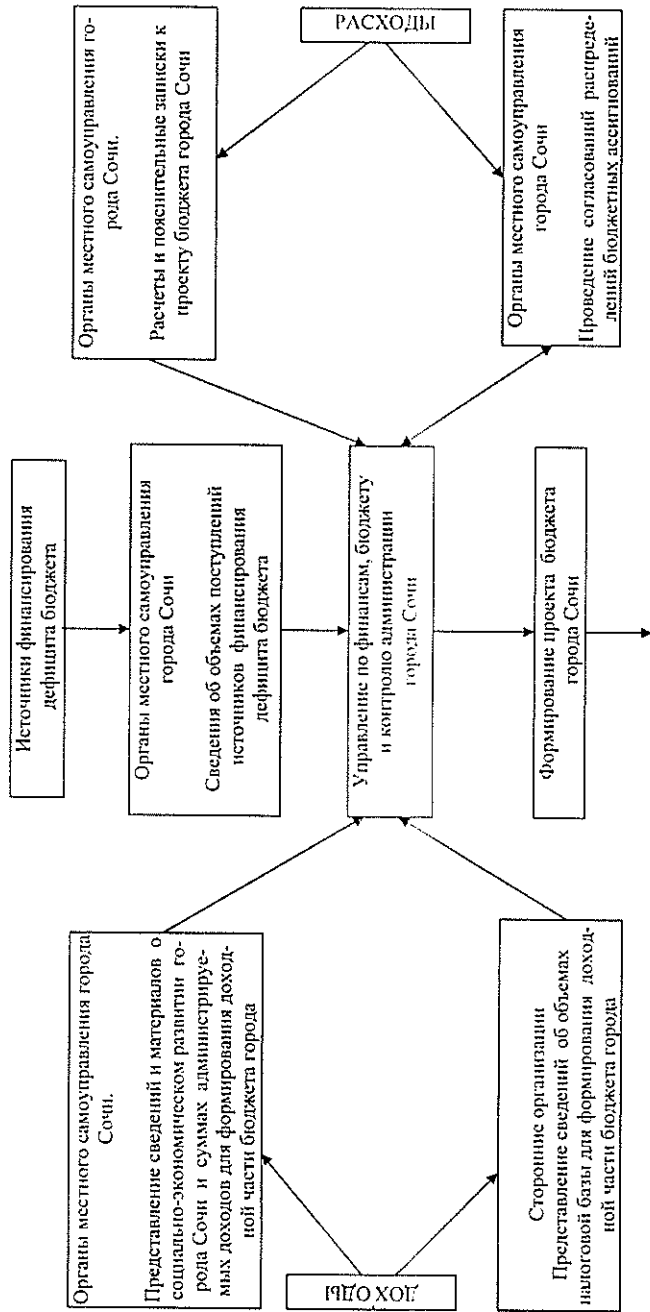 Источники финансирования
дефицита бюджета
Органы местного самоуправления города
Сочи.
Представление сведений и материалов о
социально-экономическом развитии го-
рода Сочи и суммах администрируе-
мых доходов для формирования доход-
ной части бюджета города
Органы местного самоуправления
города Сочи
Сведения об объемах поступлений
источников финансирования
дефицита бюджета
Органы местного самоуправления го-
рода Сочи.
Расчеты и пояснительные записки к
проекту бюджета города Сочи
ДОХОДЫ
Управление по финансам, бюджету
и контролю администрации
города Сочи
РАСХОДЫ
Сторонние организации
Представление сведений об объемах
налоговой базы для формирования доход-
ной части бюджета города
Формирование проекта бюджета
города Сочи
Органы местного самоуправления
города Сочи
Проведение согласований распреде-
лений бюджетных ассигнований